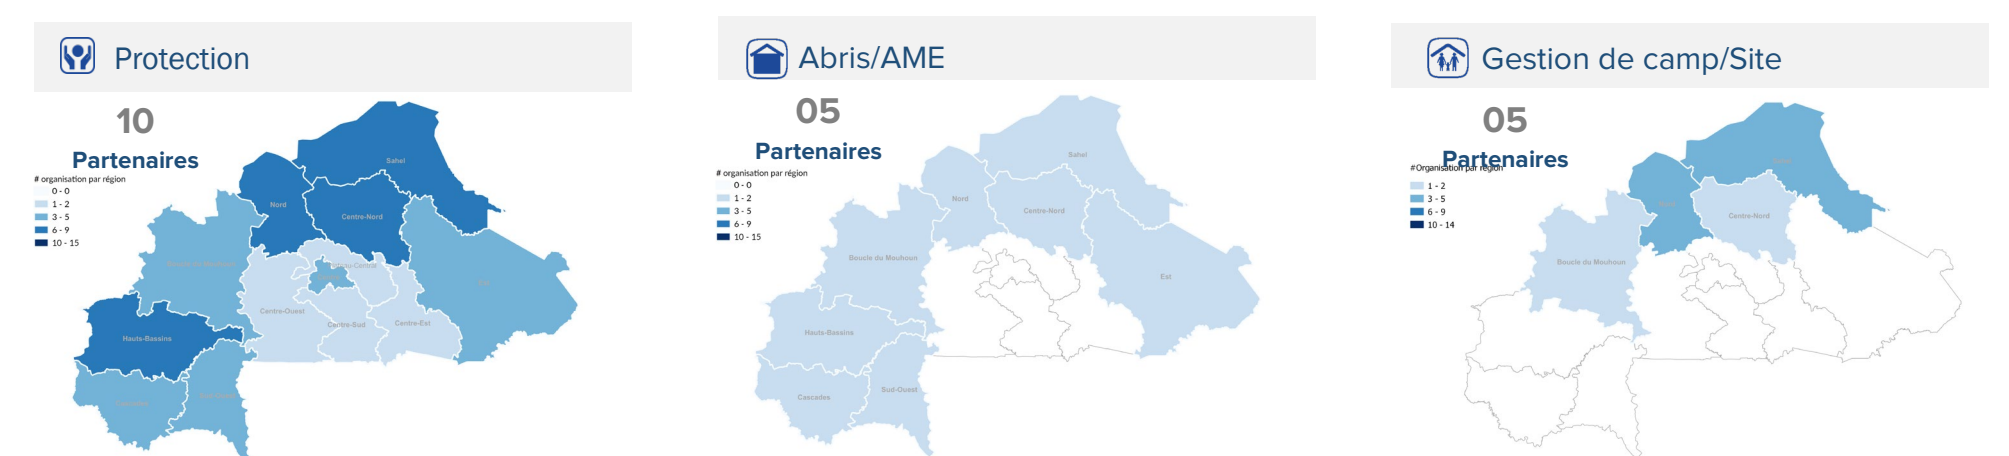 Protection
10
Partenaires
# organisation par région
0 - 0
1 - 2
3 - 5
6 - 9
10 - 15
Sahel
Nord
Centre-Nord
Centre-Ouest
Centre-Sud
Centre-Est
Hauts-Bassins
Abris/AME
05
Partenaires
# organisation par région
0 - 0
1 - 2
3 - 5
6 - 9
10 - 15
Sahel
Nord
Centre-Nord
Boucle du Mouhoun
Est
Hauts-Bassins
Sud-Ouest
Cascades
Gestion de camp/Site
05
Partenaires
#Organisation par région
1 - 2
3 - 5
6 - 9
10 - 14
Centre-Nord
Boucle du Mouhoun